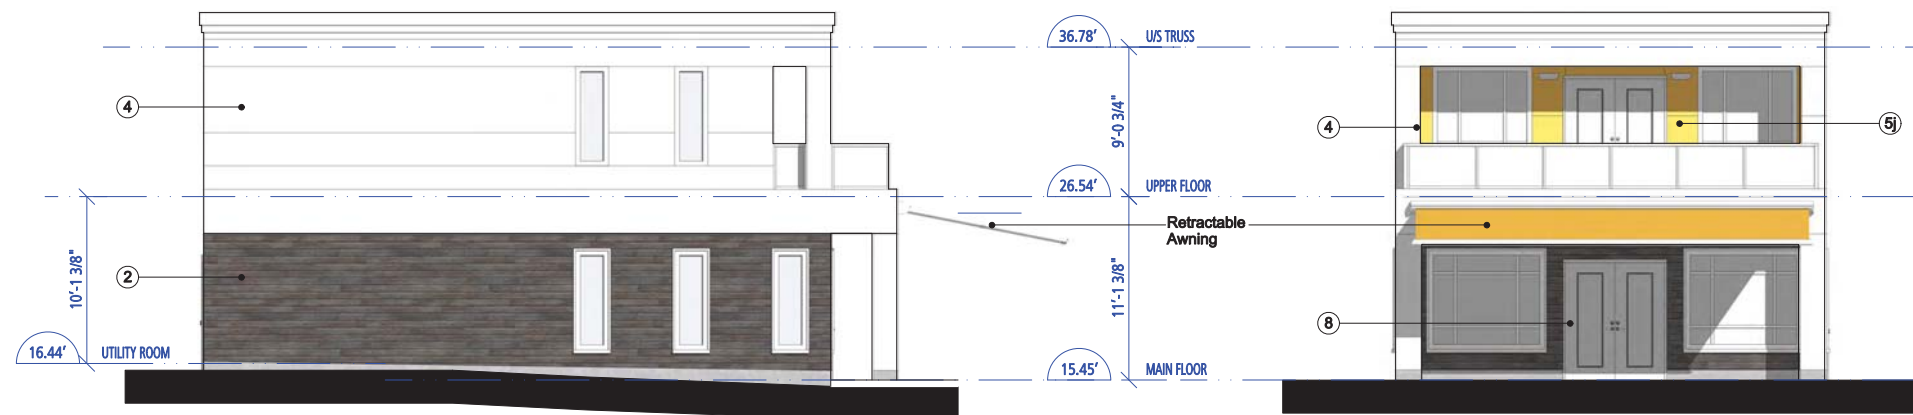 36.78' U/S TRUSS
4
9'-0 3/4"
4
5j
26.54' UPPER FLOOR
Retractable
Awning
10'-1 3/8"
2
11'-1 3/8"
8
16.44' UTILITY ROOM
15.45' MAIN FLOOR